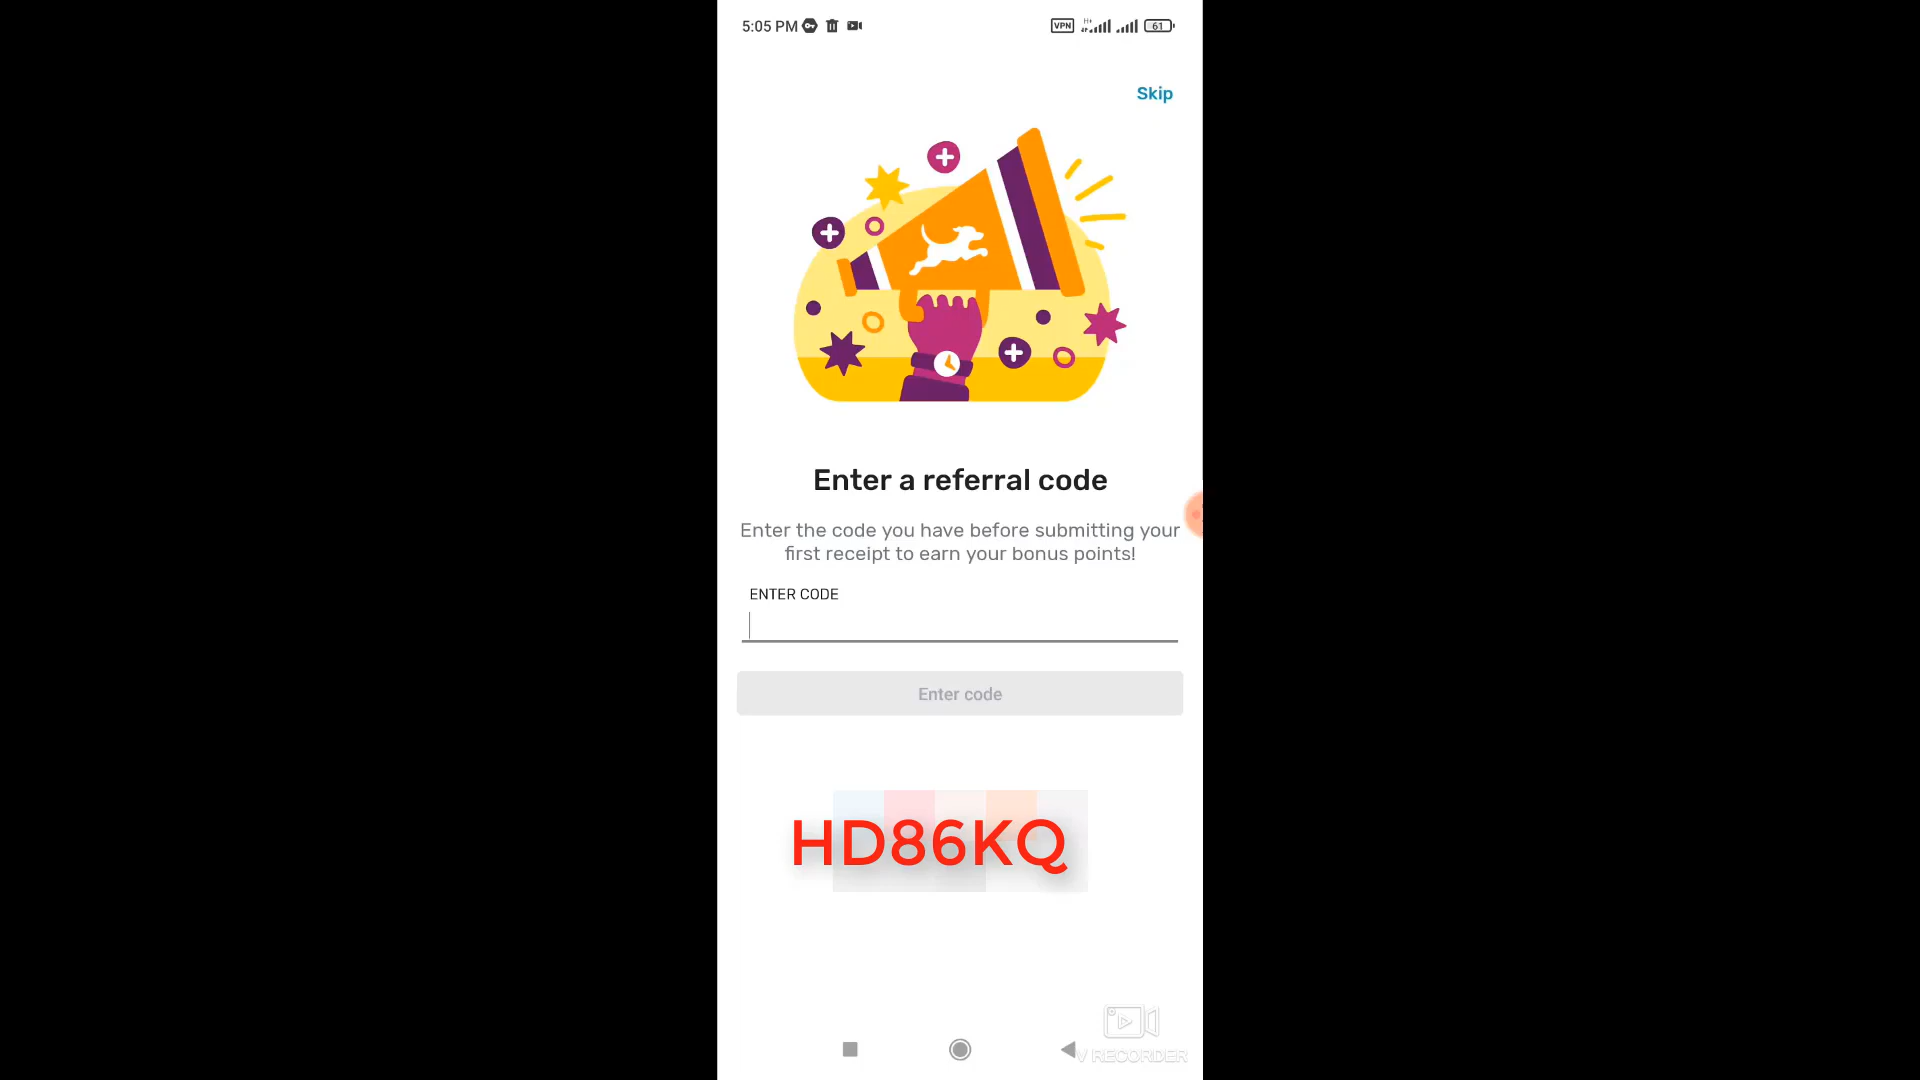 5:05 PM
VPN
H+
61
Skip
Enter a referral code
Enter the code you have before submitting your
first receipt to earn your bonus points!
ENTER CODE
Enter code
HD86KQ
V RECORDER